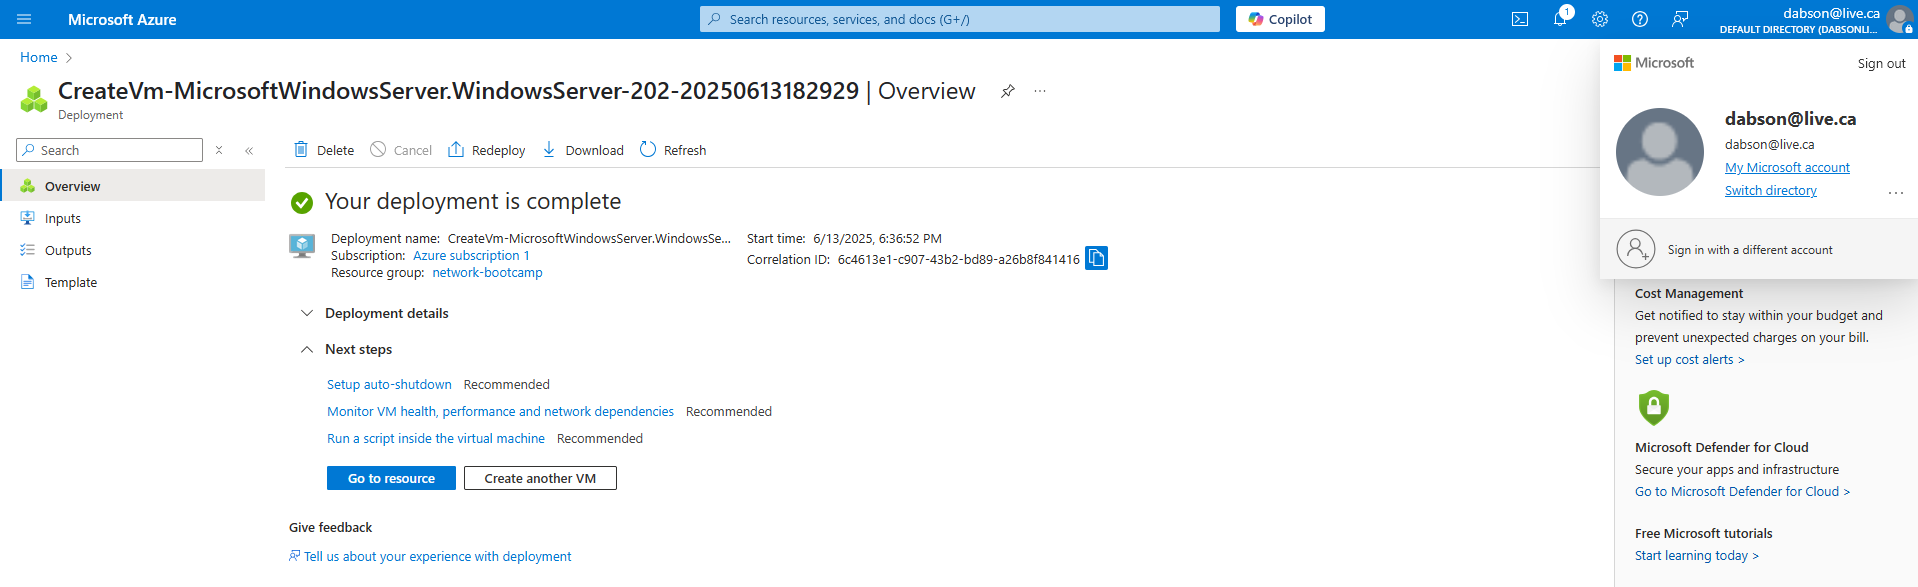 Microsoft Azure
Search resources, services, and docs (G+/)
Copilot
1
dabson@live.ca
DEFAULT DIRECTORY (DABSONLI...
Home >
CreateVm-MicrosoftWindowsServer.WindowsServer-202-20250613182929 | Overview
...
Deployment
Search
Overview
Inputs
Outputs
Template
Delete
Cancel
Redeploy
Download
Refresh
Your deployment is complete
Deployment name: CreateVm-MicrosoftWindowsServer.WindowsSe...
Subscription: Azure subscription 1
Resource group: network-bootcamp
Start time: 6/13/2025, 6:36:52 PM
Correlation ID: 6c4613e1-c907-43b2-bd89-a26b8f841416
Deployment details
Next steps
Setup auto-shutdown Recommended
Monitor VM health, performance and network dependencies Recommended
Run a script inside the virtual machine Recommended
Go to resource
Create another VM
Give feedback
Tell us about your experience with deployment
Microsoft
Sign out
dabson@live.ca
dabson@live.ca
My Microsoft account
Switch directory
...
Sign in with a different account
Cost Management
Get notified to stay within your budget and
prevent unexpected charges on your bill.
Set up cost alerts >
Microsoft Defender for Cloud
Secure your apps and infrastructure
Go to Microsoft Defender for Cloud >
Free Microsoft tutorials
Start learning today >